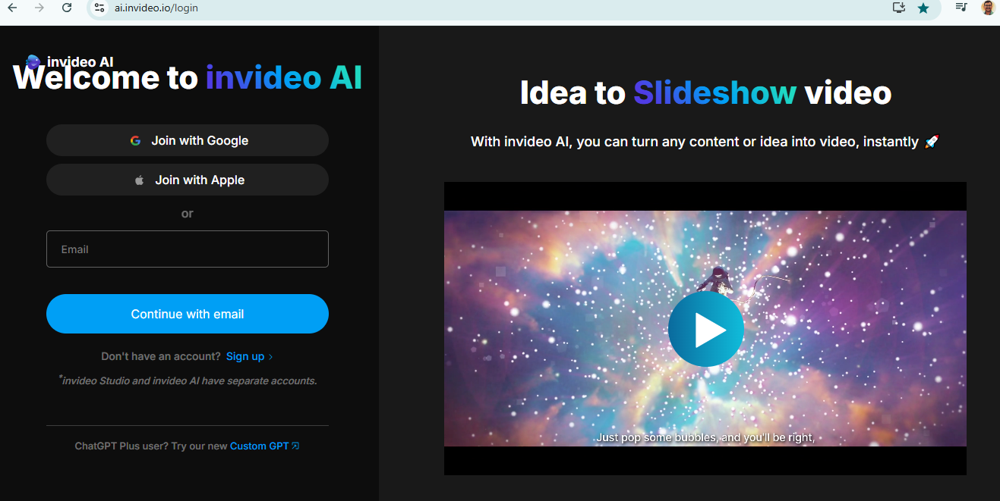 ai.invideo.io/login
invideo AI
Welcome to invideo AI
Join with Google
Join with Apple
or
Email
Continue with email
Don't have an account? Sign up >
*invideo Studio and invideo AI have separate accounts.
ChatGPT Plus user? Try our new Custom GPT
Idea to Slideshow video
With invideo AI, you can turn any content or idea into video, instantly 🚀
Just pop some bubbles, and you'll be right,